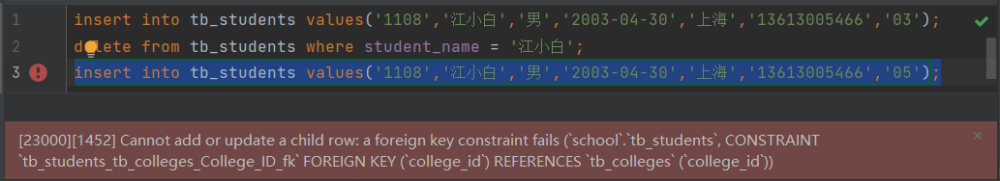 1 insert into tb_students values('1108','江小白','男','2003-04-30','上海','13613005466','03');
2 delete from tb_students where student_name = '江小白';
3 insert into tb_students values('1108','江小白','男','2003-04-30','上海','13613005466','05');
[23000][1452] Cannot add or update a child row: a foreign key constraint fails (`school`.`tb_students`, CONSTRAINT
`tb_students_tb_colleges_College_ID_fk` FOREIGN KEY (`college_id`) REFERENCES `tb_colleges` (`college_id`))